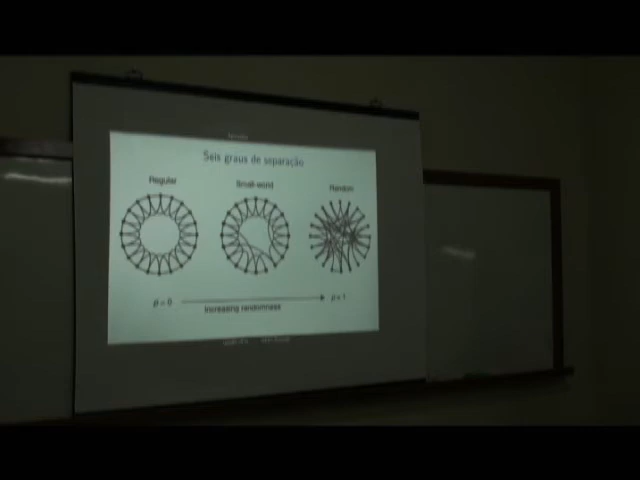 Seis graus de separação
Regular Small-world Random
p = 0 p = 1
Increasing randomness